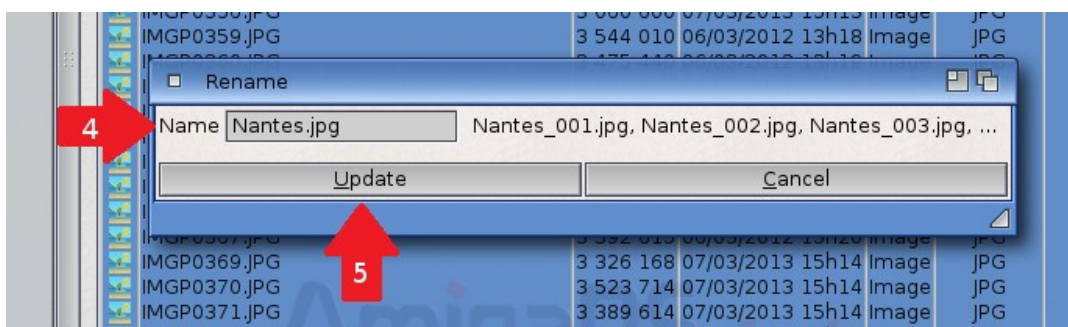 IMGP0359.JPG 3 544 010 06/03/2012 13h18 Image JPG
Rename
4
Name Nantes.jpg Nantes_001.jpg, Nantes_002.jpg, Nantes_003.jpg, ...
Update Cancel
5
IMGP0369.JPG 3 326 168 07/03/2013 15h14 Image JPG
IMGP0370.JPG 3 523 714 07/03/2013 15h14 Image JPG
IMGP0371.JPG 3 389 614 07/03/2013 15h14 Image JPG